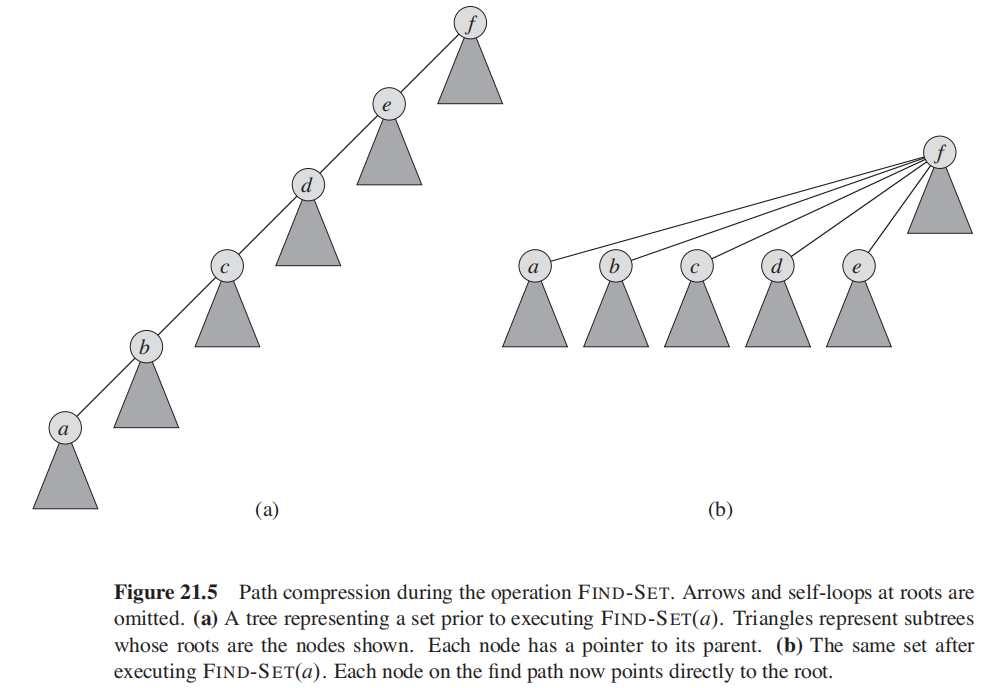 f
e
d
c
b
a
(a)
f
a b c d e
(b)
Figure 21.5 Path compression during the operation FIND-SET. Arrows and self-loops at roots are
omitted. (a) A tree representing a set prior to executing FIND-SET(a). Triangles represent subtrees
whose roots are the nodes shown. Each node has a pointer to its parent. (b) The same set after
executing FIND-SET(a). Each node on the find path now points directly to the root.